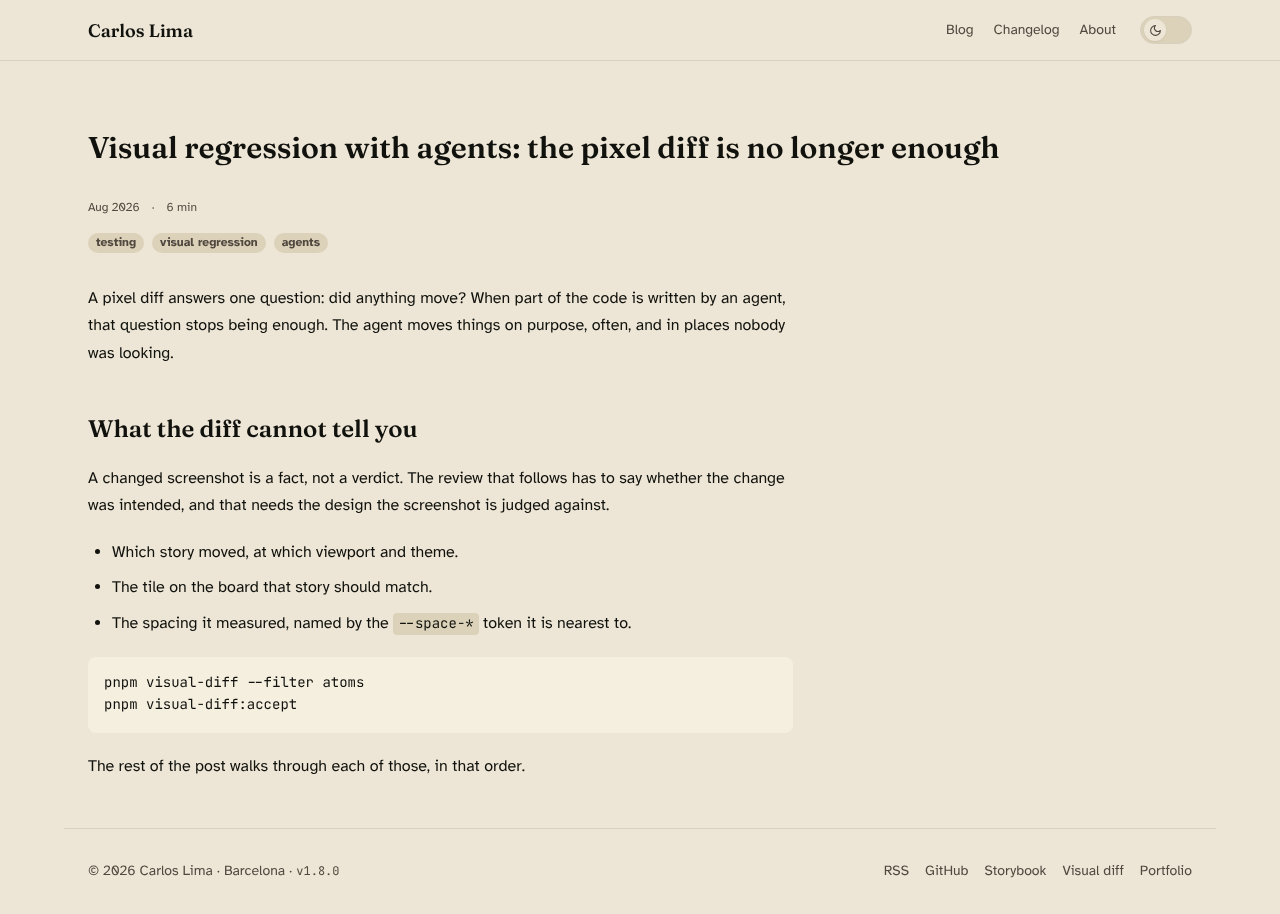 Carlos Lima
Blog Changelog About
Visual regression with agents: the pixel diff is no longer enough
Aug 2026 · 6 min
testing visual regression agents
A pixel diff answers one question: did anything move? When part of the code is written by an agent,
that question stops being enough. The agent moves things on purpose, often, and in places nobody
was looking.
What the diff cannot tell you
A changed screenshot is a fact, not a verdict. The review that follows has to say whether the change
was intended, and that needs the design the screenshot is judged against.
• Which story moved, at which viewport and theme.
• The tile on the board that story should match.
• The spacing it measured, named by the --space-* token it is nearest to.
pnpm visual-diff --filter atoms
pnpm visual-diff:accept
The rest of the post walks through each of those, in that order.
© 2026 Carlos Lima · Barcelona · v1.8.0
RSS GitHub Storybook Visual diff Portfolio